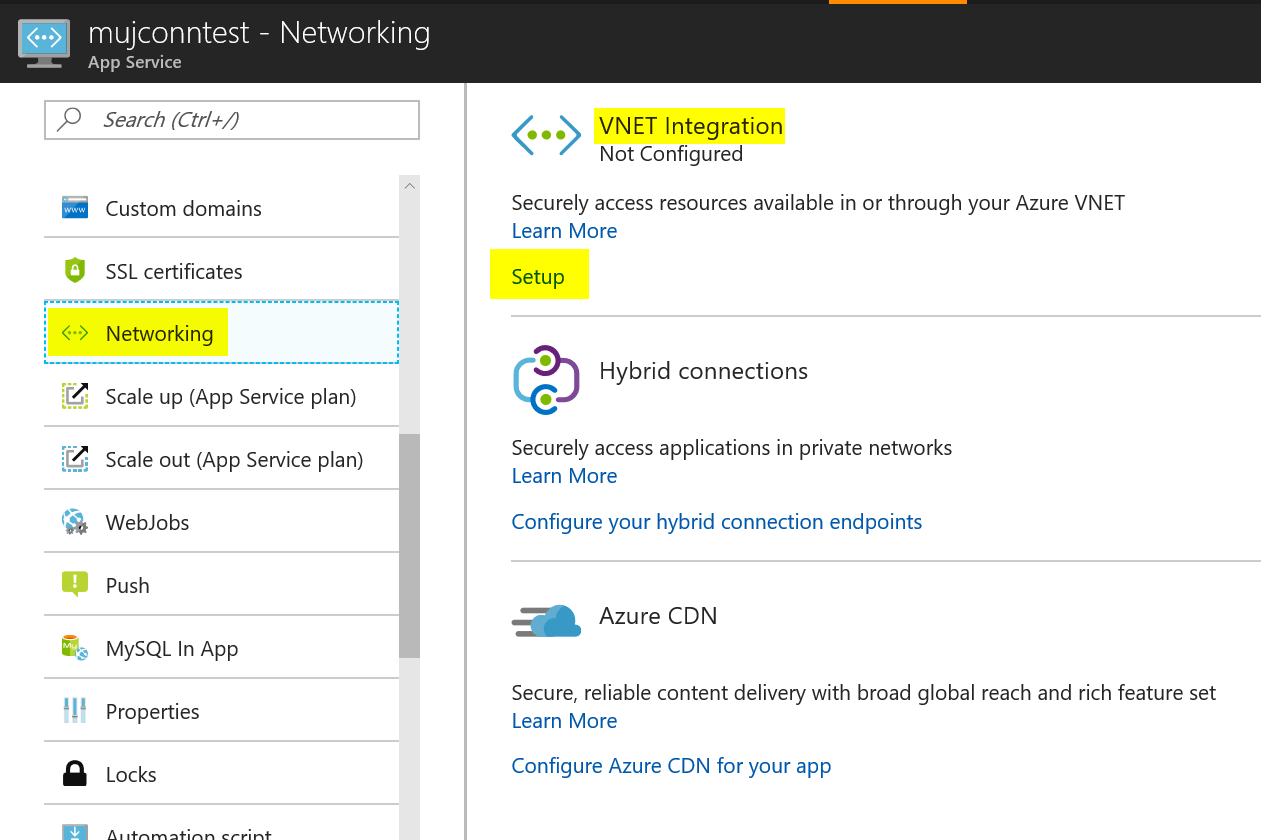 mujconntest - Networking
App Service
Search (Ctrl+/)
Custom domains
SSL certificates
Networking
Scale up (App Service plan)
Scale out (App Service plan)
WebJobs
Push
MySQL In App
Properties
Locks
Automation script
VNET Integration
Not Configured
Securely access resources available in or through your Azure VNET
Learn More
Setup
Hybrid connections
Securely access applications in private networks
Learn More
Configure your hybrid connection endpoints
Azure CDN
Secure, reliable content delivery with broad global reach and rich feature set
Learn More
Configure Azure CDN for your app